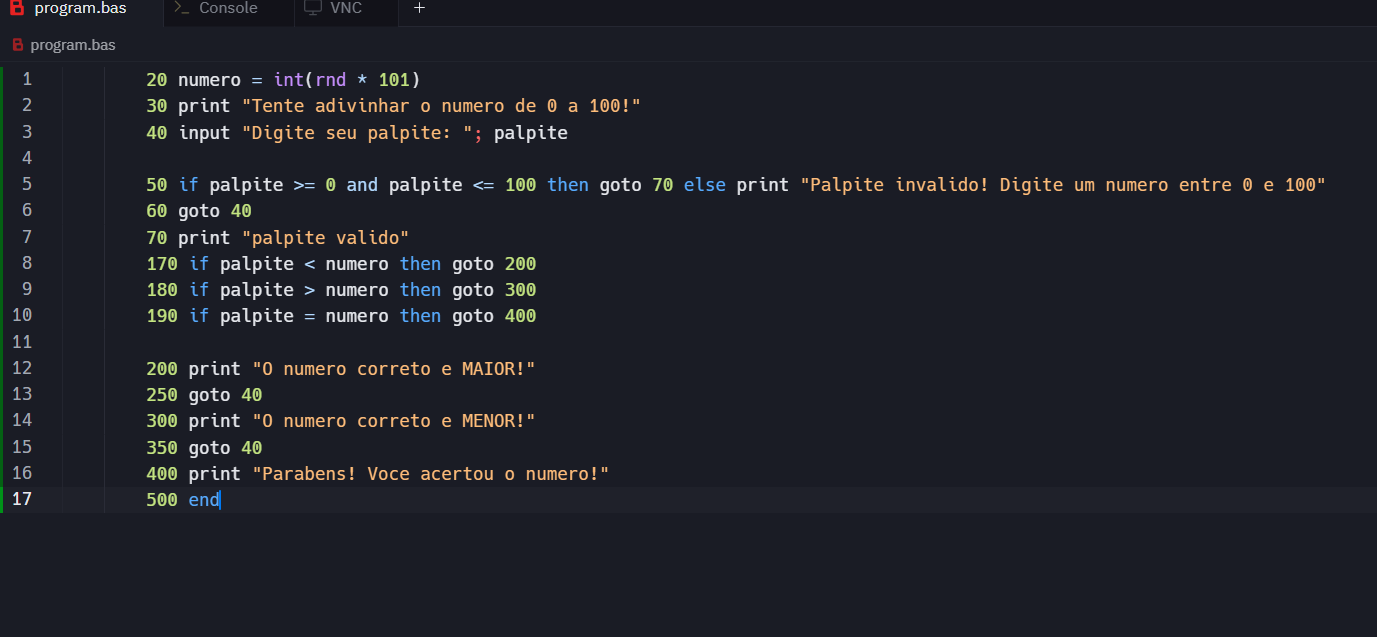 B program.bas >_ Console VNC +
B program.bas
1 20 numero = int(rnd * 101)
2 30 print "Tente adivinhar o numero de 0 a 100!"
3 40 input "Digite seu palpite: "; palpite
4
5 50 if palpite >= 0 and palpite <= 100 then goto 70 else print "Palpite invalido! Digite um numero entre 0 e 100"
6 60 goto 40
7 70 print "palpite valido"
8 170 if palpite < numero then goto 200
9 180 if palpite > numero then goto 300
10 190 if palpite = numero then goto 400
11
12 200 print "O numero correto e MAIOR!"
13 250 goto 40
14 300 print "O numero correto e MENOR!"
15 350 goto 40
16 400 print "Parabens! Voce acertou o numero!"
17 500 end